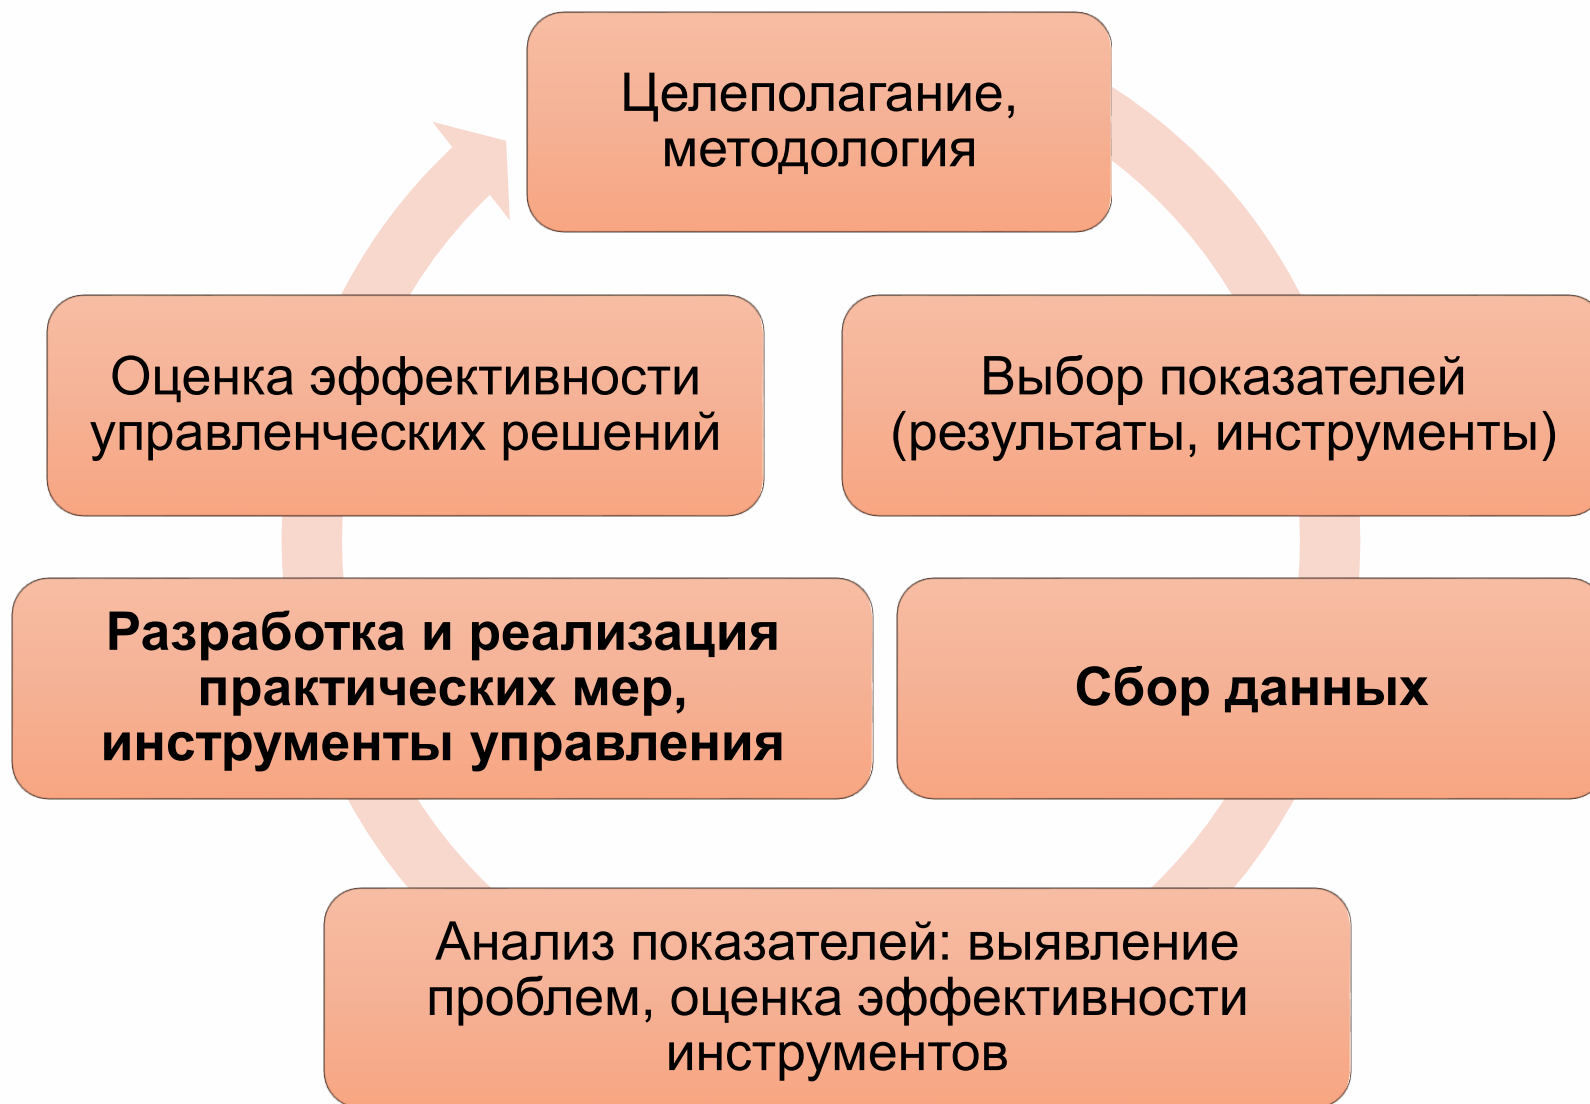 Целеполагание,
методология
Выбор показателей
(результаты, инструменты)
Сбор данных
Анализ показателей: выявление
проблем, оценка эффективности
инструментов
Разработка и реализация
практических мер,
инструменты управления
Оценка эффективности
управленческих решений